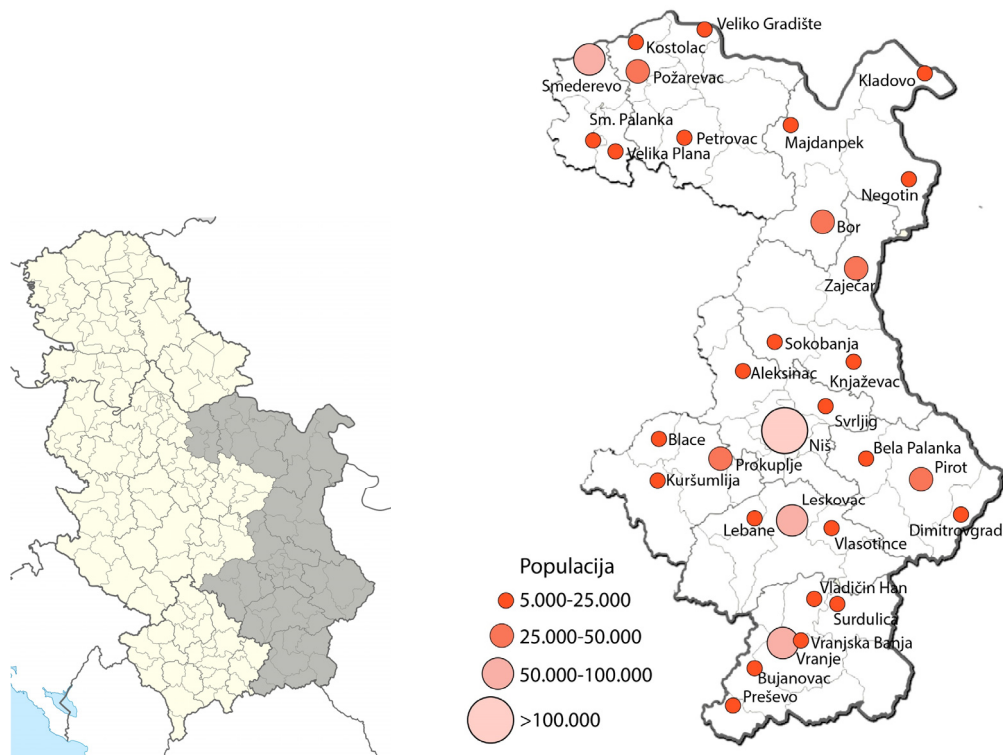 Veliko Gradište
Kostolac
Požarevac
Smederevo
Kladovo
Sm. Palanka
Petrovac
Majdanpek
Velika Plana
Negotin
Bor
Zaječar
Sokobanja
Aleksinac
Knjaževac
Svrljig
Blace
Niš
Bela Palanka
Prokuplje
Pirot
Kuršumlija
Leskovac
Lebane
Dimitrovgrad
Vlasotince
Populacija
5.000-25.000
25.000-50.000
50.000-100.000
>100.000
Vladičin Han
Surdulica
Vranjska Banja
Vranje
Bujanovac
Preševo